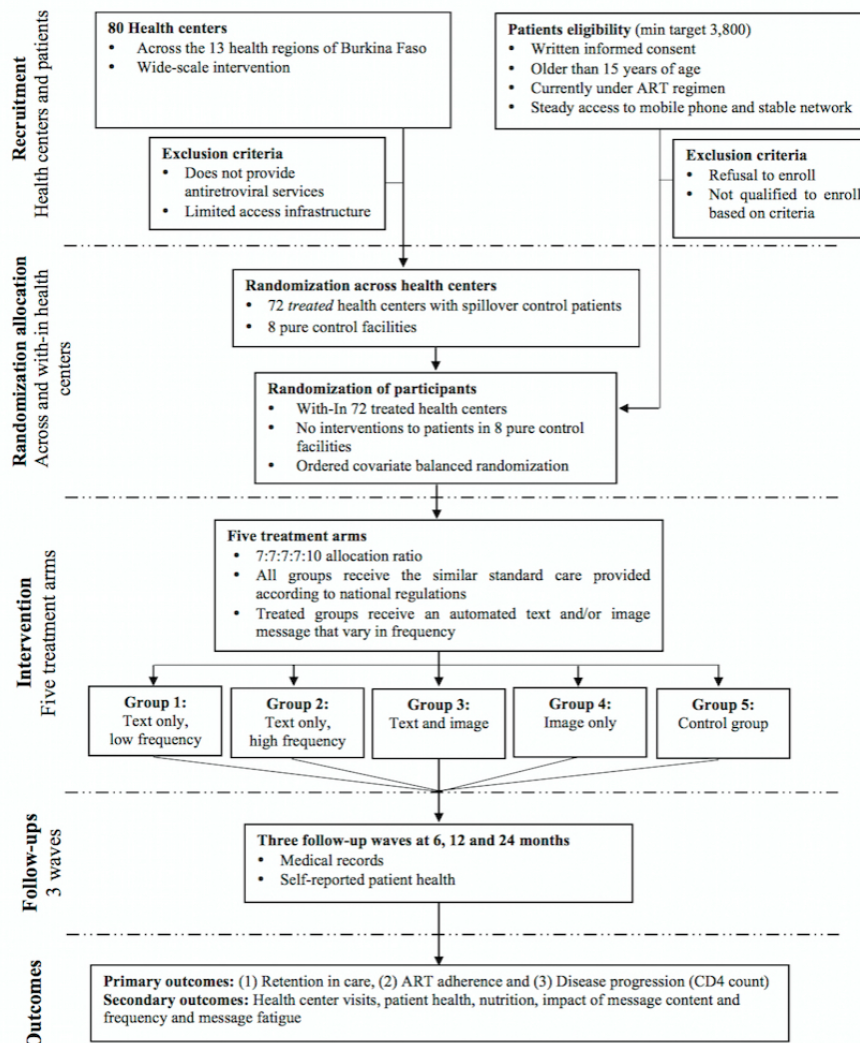 Recruitment
Health centers and patients
80 Health centers
• Across the 13 health regions of Burkina Faso
• Wide-scale intervention
Patients eligibility (min target 3,800)
• Written informed consent
• Older than 15 years of age
• Currently under ART regimen
• Steady access to mobile phone and stable network
Exclusion criteria
• Does not provide
antiretroviral services
• Limited access infrastructure
Exclusion criteria
• Refusal to enroll
• Not qualified to enroll
based on criteria
Randomization allocation
Across and with-in health
centers
Randomization across health centers
• 72 treated health centers with spillover control patients
• 8 pure control facilities
Randomization of participants
• With-In 72 treated health centers
• No interventions to patients in 8 pure control
facilities
• Ordered covariate balanced randomization
Intervention
Five treatment arms
Five treatment arms
• 7:7:7:7:10 allocation ratio
• All groups receive the similar standard care provided
according to national regulations
• Treated groups receive an automated text and/or image
message that vary in frequency
Group 1:
Text only,
low frequency
Group 2:
Text only,
high frequency
Group 3:
Text and image
Group 4:
Image only
Group 5:
Control group
Follow-ups
3 waves
Three follow-up waves at 6, 12 and 24 months
• Medical records
• Self-reported patient health
Outcomes
Primary outcomes: (1) Retention in care, (2) ART adherence and (3) Disease progression (CD4 count)
Secondary outcomes: Health center visits, patient health, nutrition, impact of message content and
frequency and message fatigue